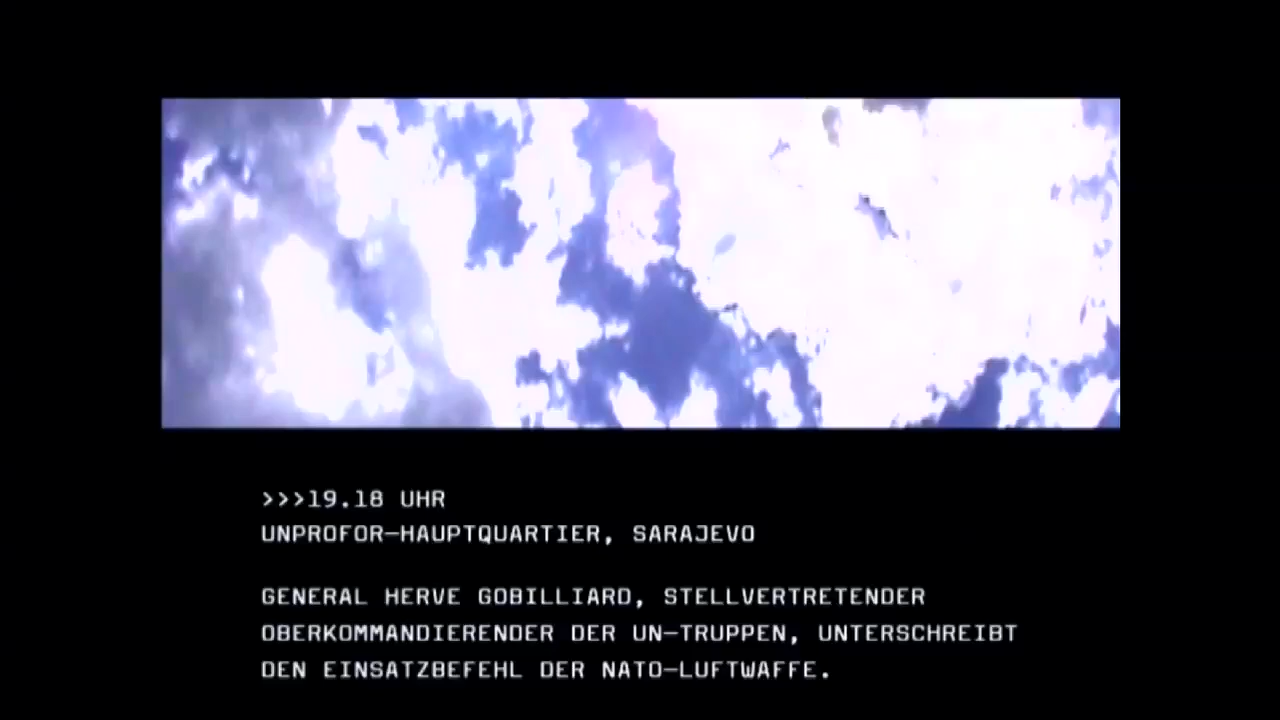 >>>19.18 UHR
UNPROFOR-HAUPTQUARTIER, SARAJEVO
GENERAL HERVE GOBILLIARD, STELLVERTRETENDER
OBERKOMMANDIERENDER DER UN-TRUPPEN, UNTERSCHREIBT
DEN EINSATZBEFEHL DER NATO-LUFTWAFFE.